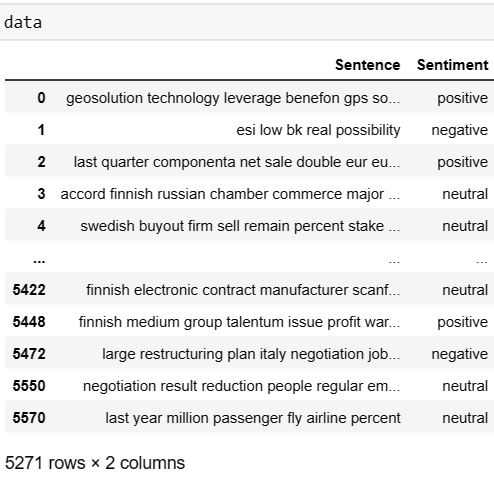 data
Sentence Sentiment
0 geosolution technology leverage benefon gps so... positive
1 esi low bk real possibility negative
2 last quarter componenta net sale double eur eu... positive
3 accord finnish russian chamber commerce major ... neutral
4 swedish buyout firm sell remain percent stake ... neutral
... ... ...
5422 finnish electronic contract manufacturer scanf... neutral
5448 finnish medium group talentum issue profit war... positive
5472 large restructuring plan italy negotiation job... negative
5550 negotiation result reduction people regular em... neutral
5570 last year million passenger fly airline percent neutral
5271 rows × 2 columns